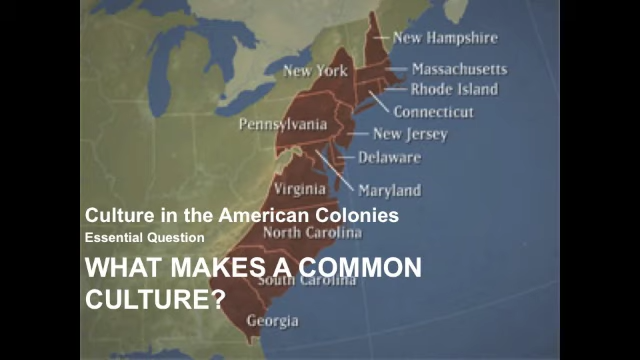 New Hampshire
New York
Massachusetts
Rhode Island
Connecticut
Pennsylvania
New Jersey
Delaware
Virginia
Maryland
Culture in the American Colonies
North Carolina
Essential Question
WHAT MAKES A COMMON
South Carolina
CULTURE?
Georgia